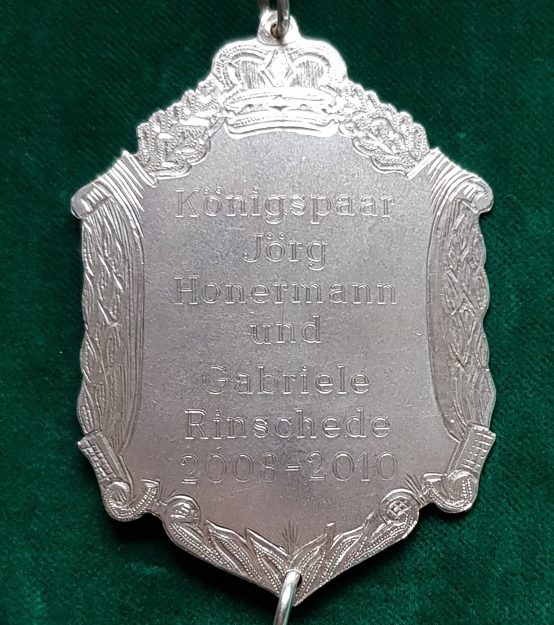 Königspaar
Jörg
Honermann
und
Gabriele
Rinschede
2008-2010